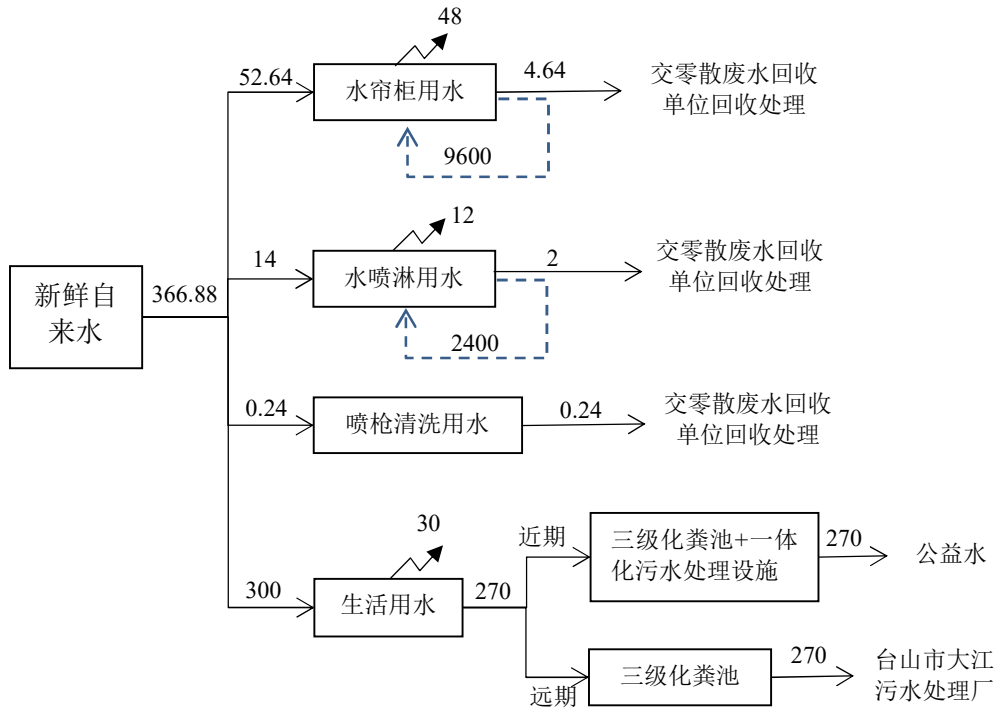 48
52.64
水帘柜用水
4.64
交零散废水回收
单位回收处理
9600
12
14
水喷淋用水
2
交零散废水回收
单位回收处理
2400
新鲜自
来水
366.88
0.24
喷枪清洗用水
0.24
交零散废水回收
单位回收处理
30
300
生活用水
270
近期
三级化粪池+一体
化污水处理设施
270
公益水
远期
三级化粪池
270
台山市大江
污水处理厂